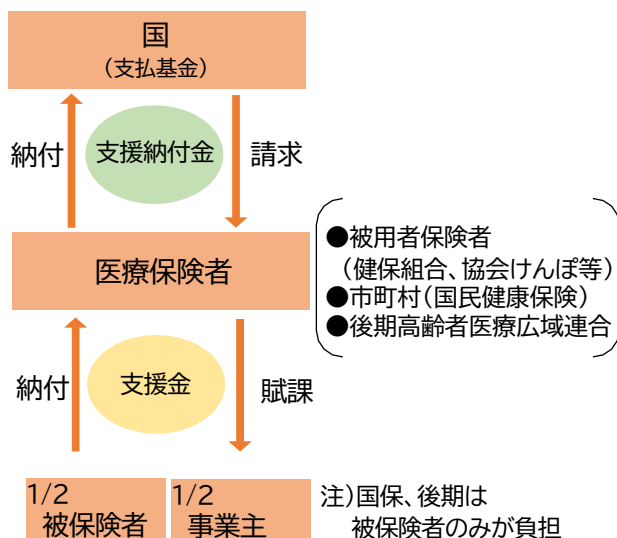 国
（支払基金）
納付
支援納付金
請求
医療保険者
●被用者保険者
（健保組合、協会けんぽ等）
●市町村（国民健康保険）
●後期高齢者医療広域連合
納付
支援金
賦課
1/2
被保険者
1/2
事業主
注）国保、後期は
被保険者のみが負担